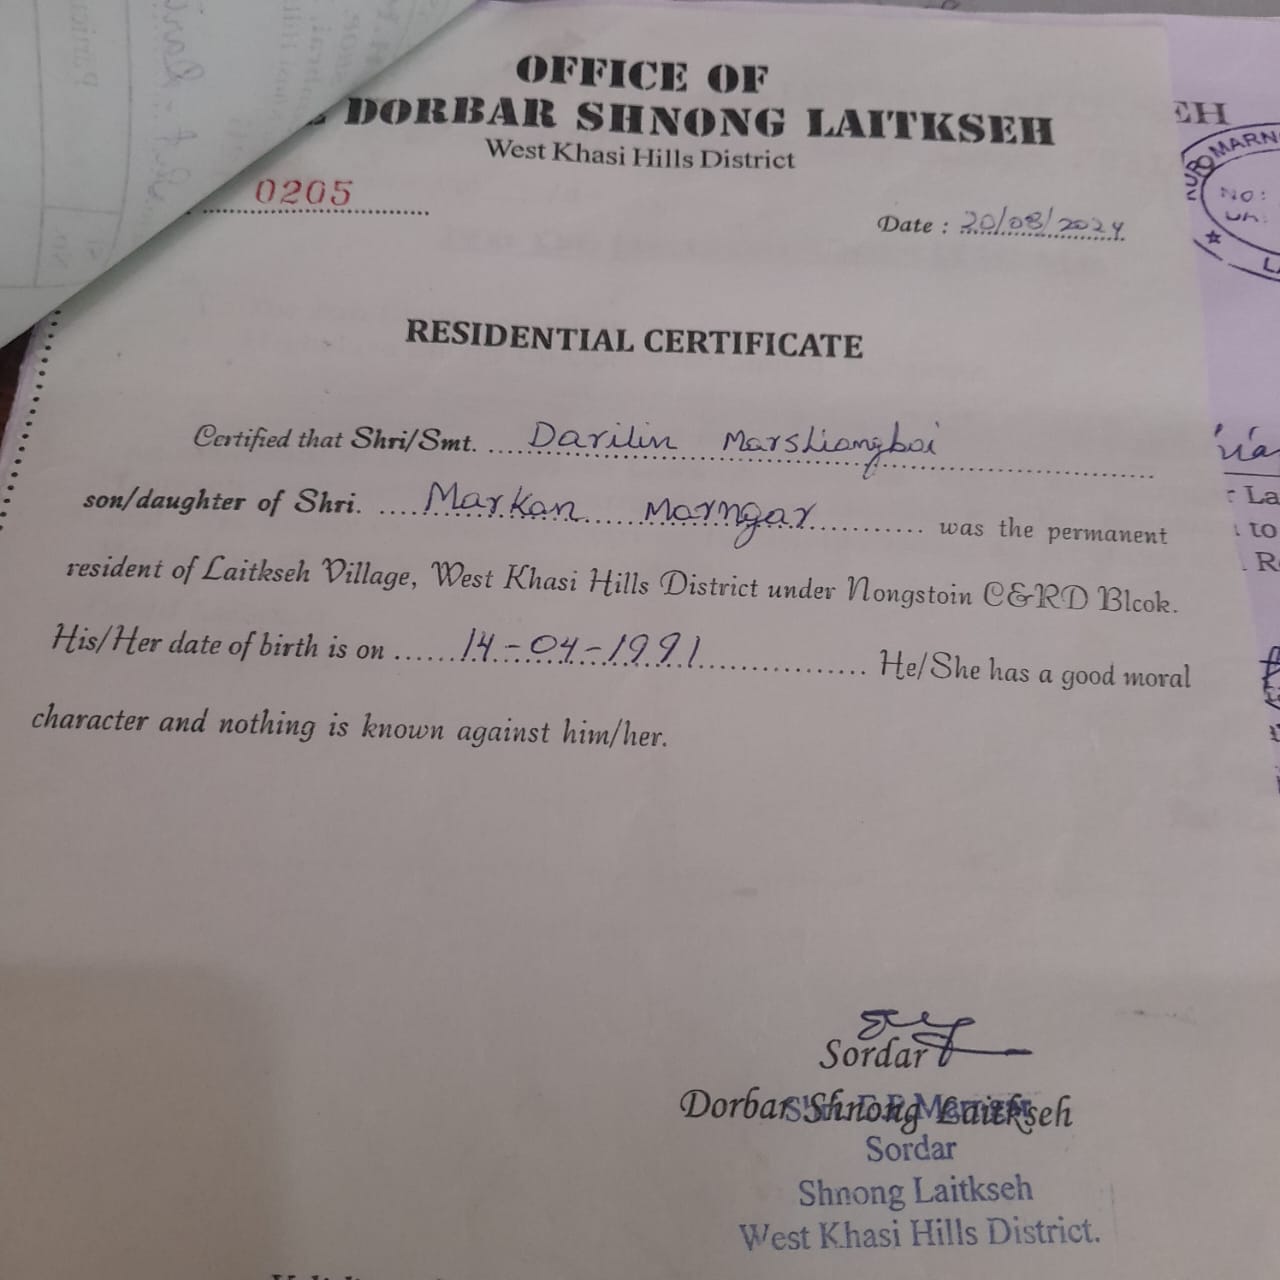 OFFICE OF
DORBAR SHNONG LAITKSEH
West Khasi Hills District
0205
Date : 20/08/2024
RESIDENTIAL CERTIFICATE
Certified that Shri/Smt. Darilin Marshiangbai
son/daughter of Shri. Markan Marngar was the permanent
resident of Laitkseh Village, West Khasi Hills District under Nongstoin C&RD Blcok.
His/Her date of birth is on 14-04-1991 He/She has a good moral
character and nothing is known against him/her.
Sordar
Dorbar Shnong Laitkseh
Sordar
Shnong Laitkseh
West Khasi Hills District.
EH
MARN
NO: